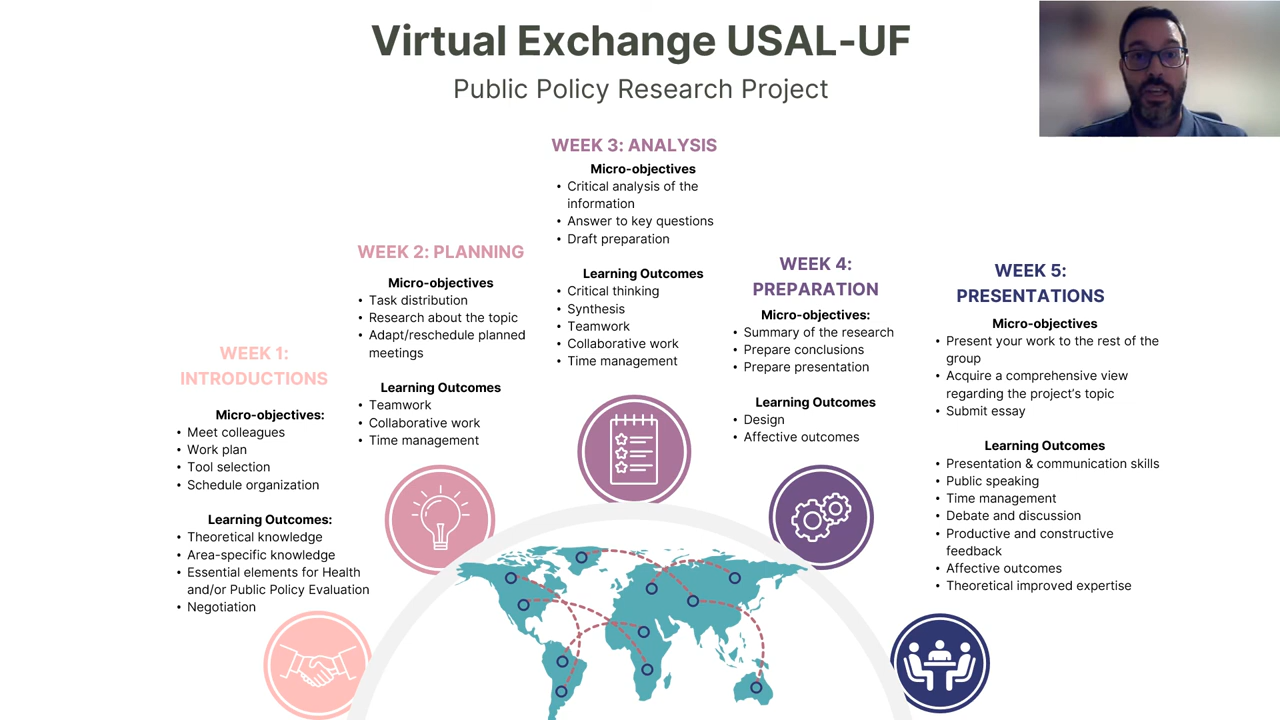 Virtual Exchange USAL-UF
Public Policy Research Project
WEEK 1:
INTRODUCTIONS
Micro-objectives:
• Meet colleagues
• Work plan
• Tool selection
• Schedule organization
Learning Outcomes:
• Theoretical knowledge
• Area-specific knowledge
• Essential elements for Health
and/or Public Policy Evaluation
• Negotiation
WEEK 2: PLANNING
Micro-objectives
• Task distribution
• Research about the topic
• Adapt/reschedule planned
meetings
Learning Outcomes
• Teamwork
• Collaborative work
• Time management
WEEK 3: ANALYSIS
Micro-objectives
• Critical analysis of the
information
• Answer to key questions
• Draft preparation
Learning Outcomes
• Critical thinking
• Synthesis
• Teamwork
• Collaborative work
• Time management
WEEK 4:
PREPARATION
Micro-objectives:
• Summary of the research
• Prepare conclusions
• Prepare presentation
Learning Outcomes
• Design
• Affective outcomes
WEEK 5:
PRESENTATIONS
Micro-objectives
• Present your work to the rest of the
group
• Acquire a comprehensive view
regarding the project's topic
• Submit essay
Learning Outcomes
• Presentation & communication skills
• Public speaking
• Time management
• Debate and discussion
• Productive and constructive
feedback
• Affective outcomes
• Theoretical improved expertise